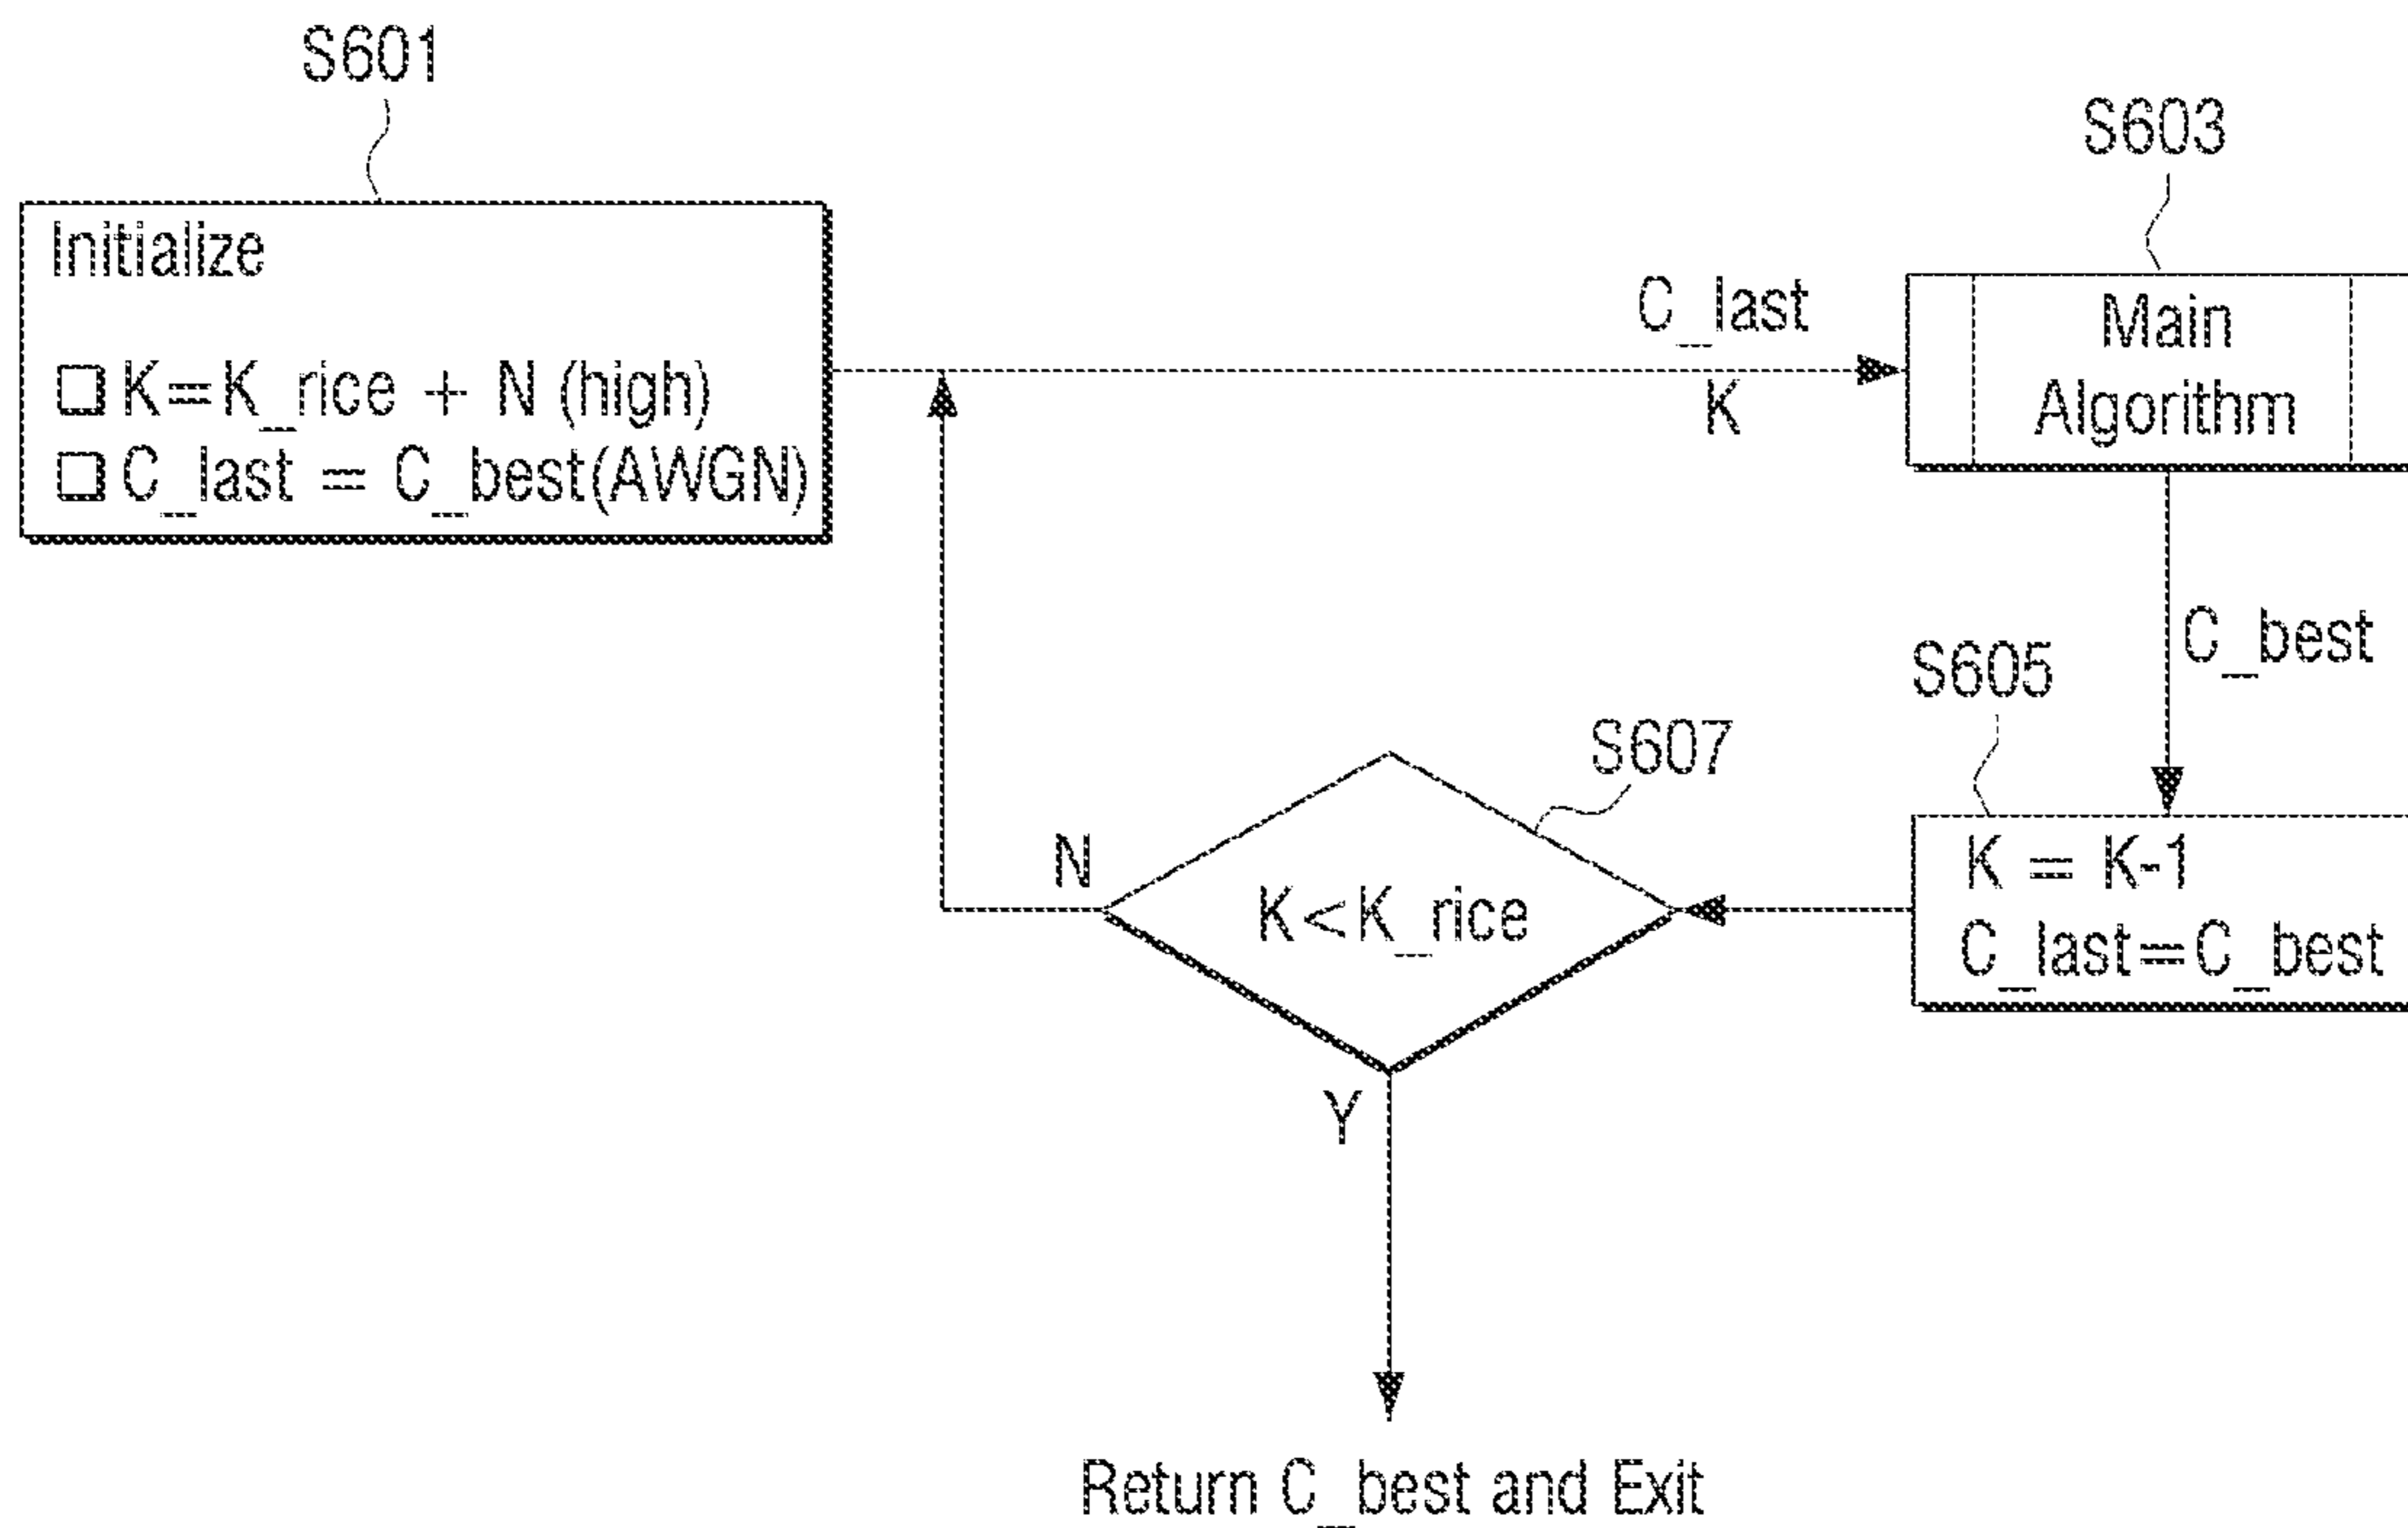 S601
Initialize
□ K=K_rice + N (high)
□ C_last = C_best(AWGN)
C_last
K
S603
Main
Algorithm
C_best
S605
K = K-1
C_last=C_best
S607
K<K_rice
N
Y
Return C_best and Exit